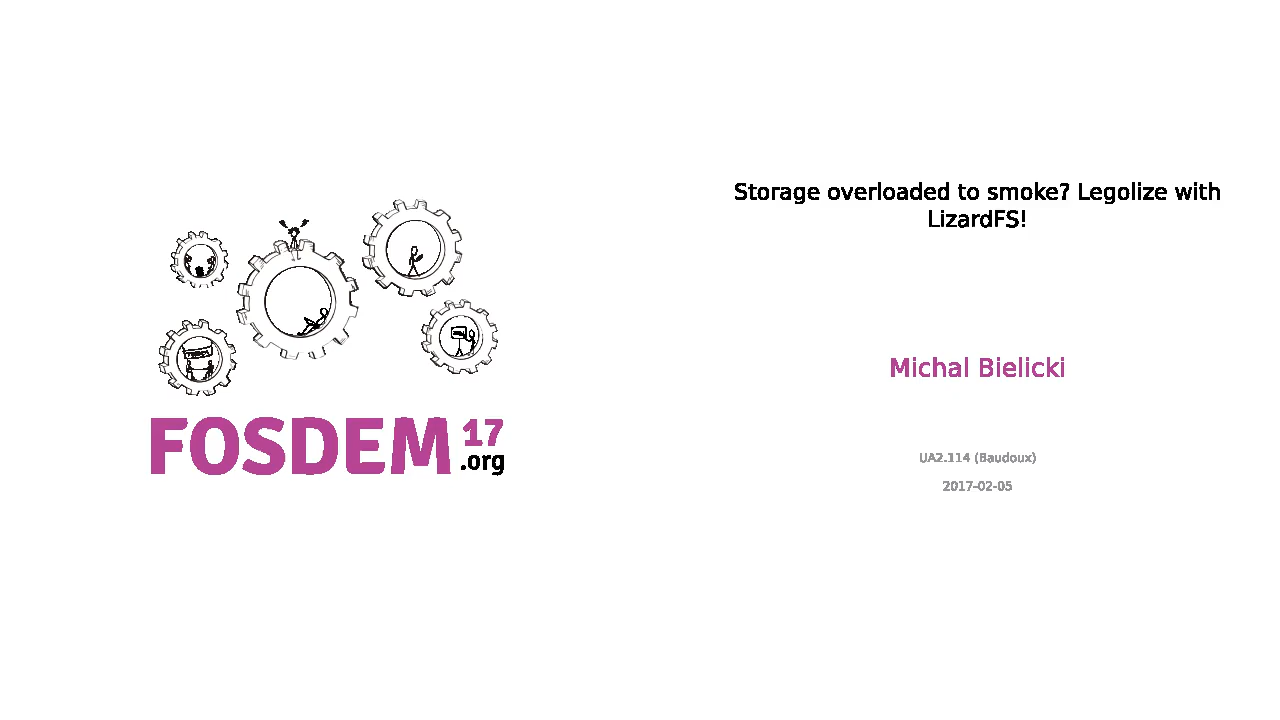 Storage overloaded to smoke? Legolize with
LizardFS!
Michal Bielicki
UA2.114 (Baudoux)
2017-02-05
FOSDEM 17
.org